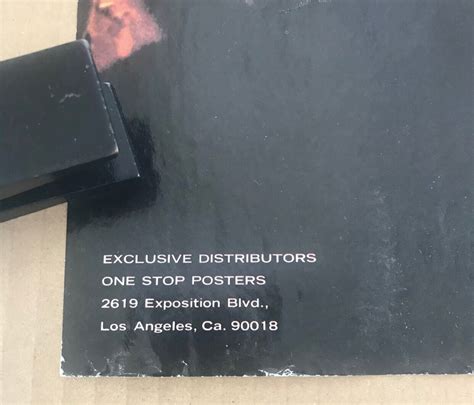 EXCLUSIVE DISTRIBUTORS
ONE STOP POSTERS
2619 Exposition Blvd.,
Los Angeles, Ca. 90018